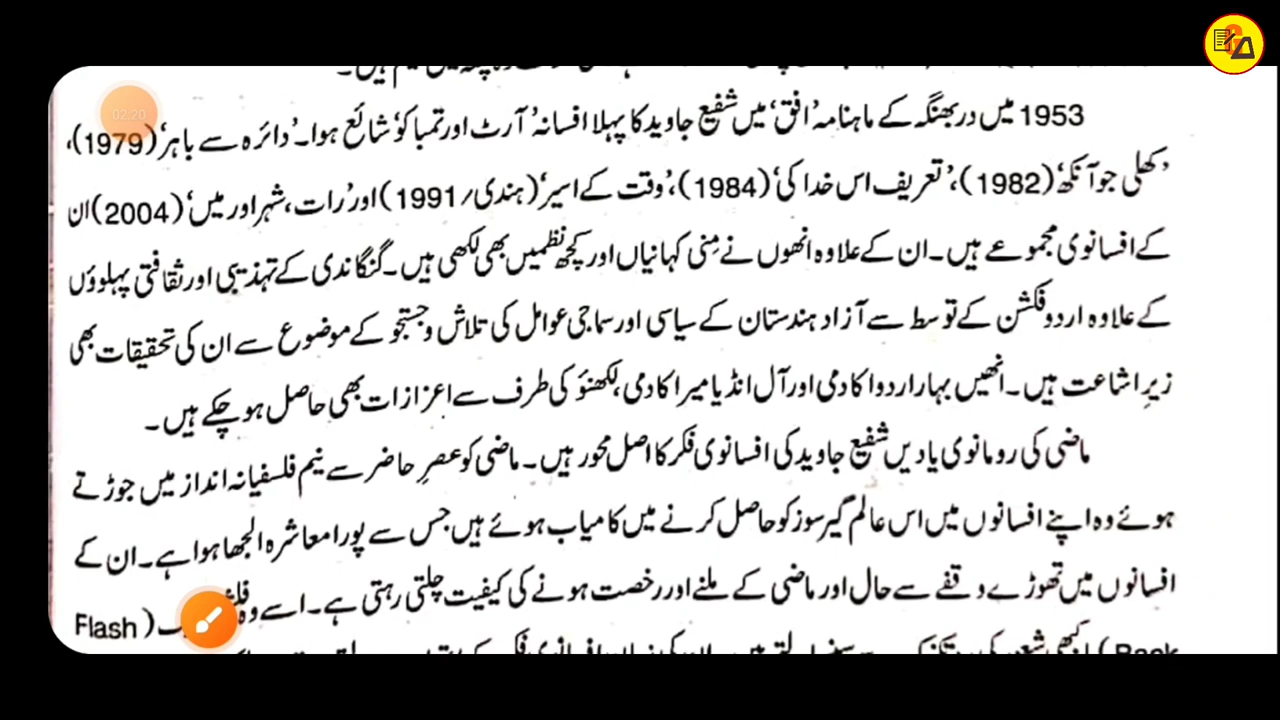 1953 میں دربھنگہ کے ماہنامہ 'افق' میں شفیع جاوید کا پہلا افسانہ 'آرٹ اور تمباکو' شائع ہوا۔ 'دائرہ سے باہر' (1979)،
'کھلی جو آنکھ' (1982)، 'تعریف اس خدا کی' (1984)، 'وقت کے اسیر' (ہندی/1991) اور 'رات، شہر اور میں' (2004) ان
کے افسانوی مجموعے ہیں۔ ان کے علاوہ انھوں نے مِنی کہانیاں اور کچھ نظمیں بھی لکھی ہیں۔ گنگا ندی کے تہذیبی اور ثقافتی پہلوؤں
کے علاوہ اردو فکشن کے توسط سے آزاد ہندستان کے سیاسی اور سماجی عوامل کی تلاش و جستجو کے موضوع سے ان کی تحقیقات بھی
زیرِ اشاعت ہیں۔ انھیں بہار اردو اکادمی اور آل انڈیا میر اکادمی، لکھنؤ کی طرف سے اعزازات بھی حاصل ہو چکے ہیں۔
ماضی کی رومانوی یادیں شفیع جاوید کی افسانوی فکر کا اصل محور ہیں۔ ماضی کو عصرِ حاضر سے نیم فلسفیانہ انداز میں جوڑتے
ہوئے وہ اپنے افسانوں میں اس عالم گیر سوز کو حاصل کرنے میں کامیاب ہوئے ہیں جس سے پورا معاشرہ الجھا ہوا ہے۔ ان کے
افسانوں میں تھوڑے وقفے سے حال اور ماضی کے ملنے اور رخصت ہونے کی کیفیت چلتی رہتی ہے۔ اسے وہ (Flash
02:20